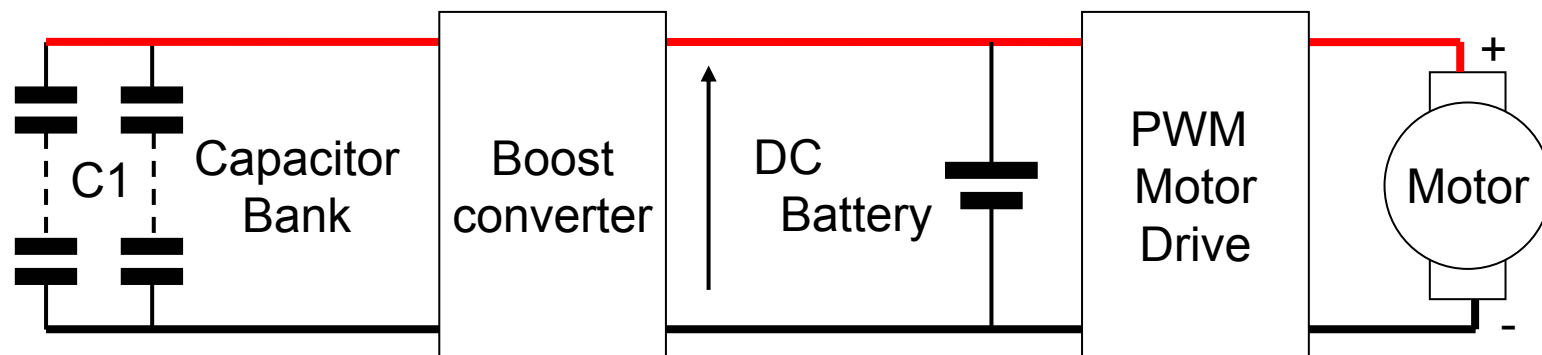 C1
Capacitor
Bank
Boost
converter
DC
Battery
PWM
Motor
Drive
+
Motor
-